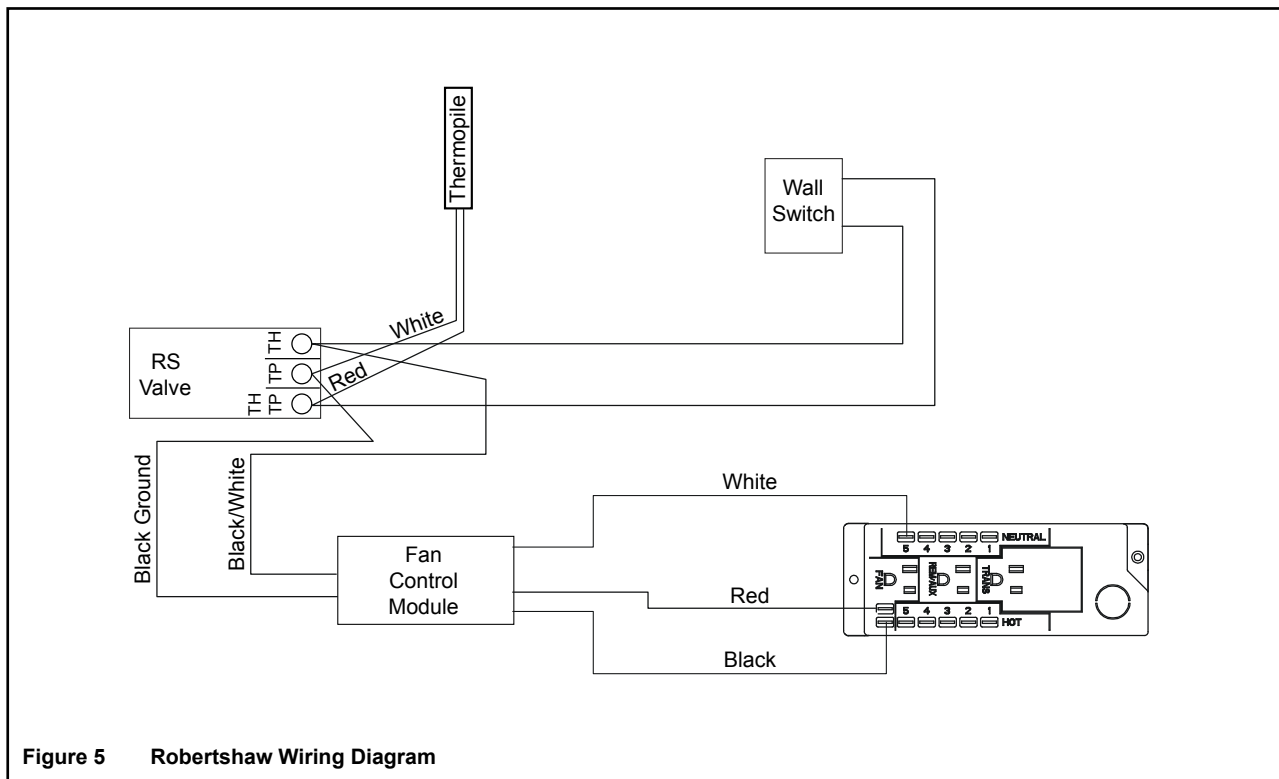 Thermopile
Wall
Switch
White
Red
TH
TP
TH
TP
RS
Valve
Black Ground
Black/White
White
Fan
Control
Module
Red
Black
5 4 3 2 1 NEUTRAL
FAN
REM/AUX
TRANS
5 4 3 2 1 HOT
Figure 5 Robertshaw Wiring Diagram